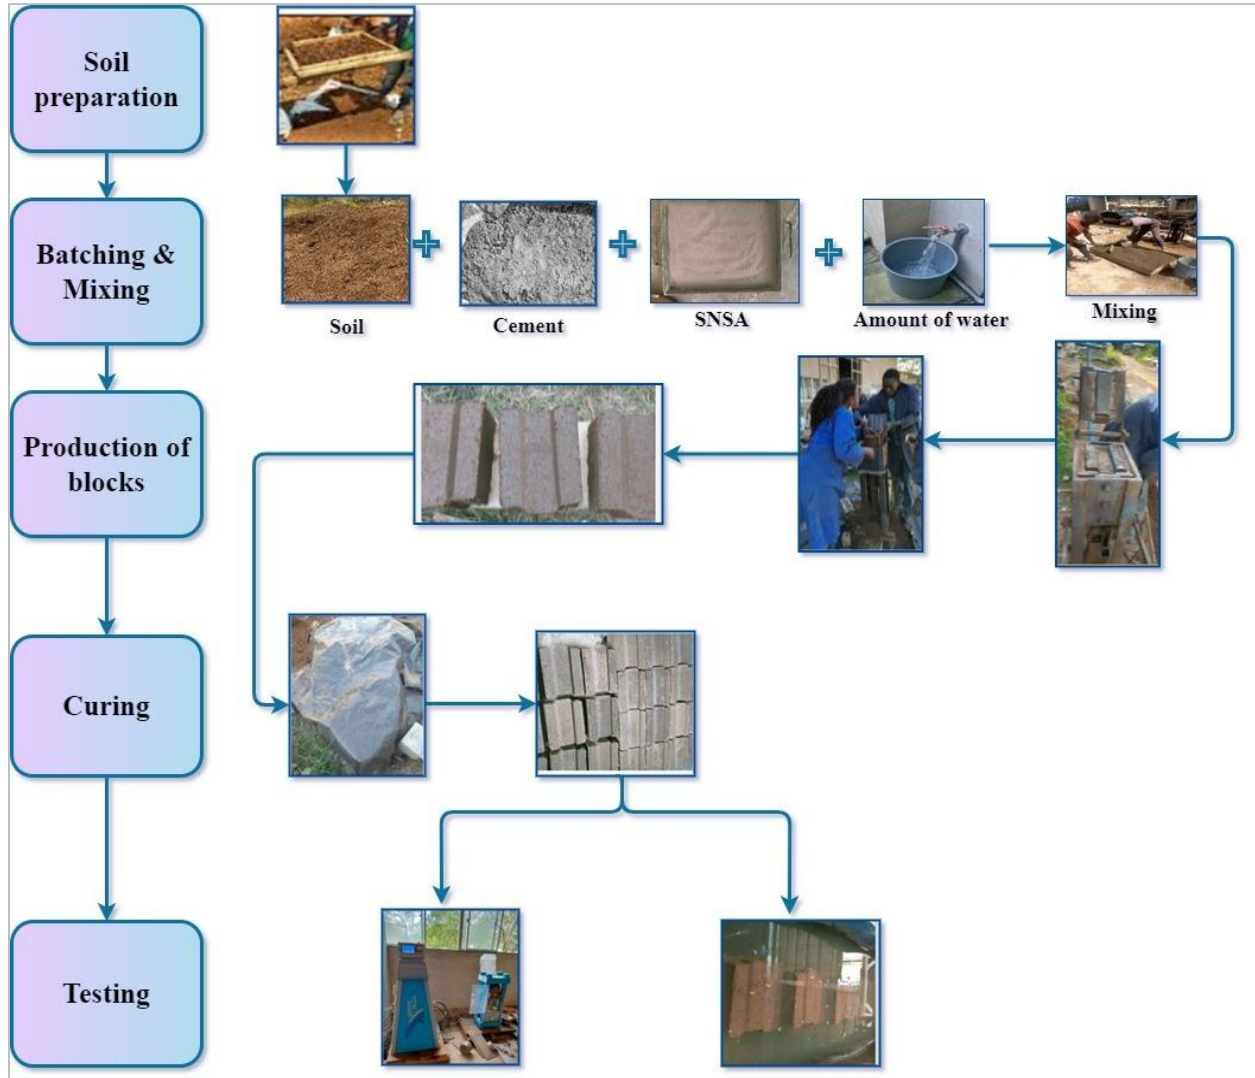 Soil
preparation
Batching &
Mixing
Soil
Cement
SNSA
Amount of water
Mixing
Production of
blocks
Curing
Testing